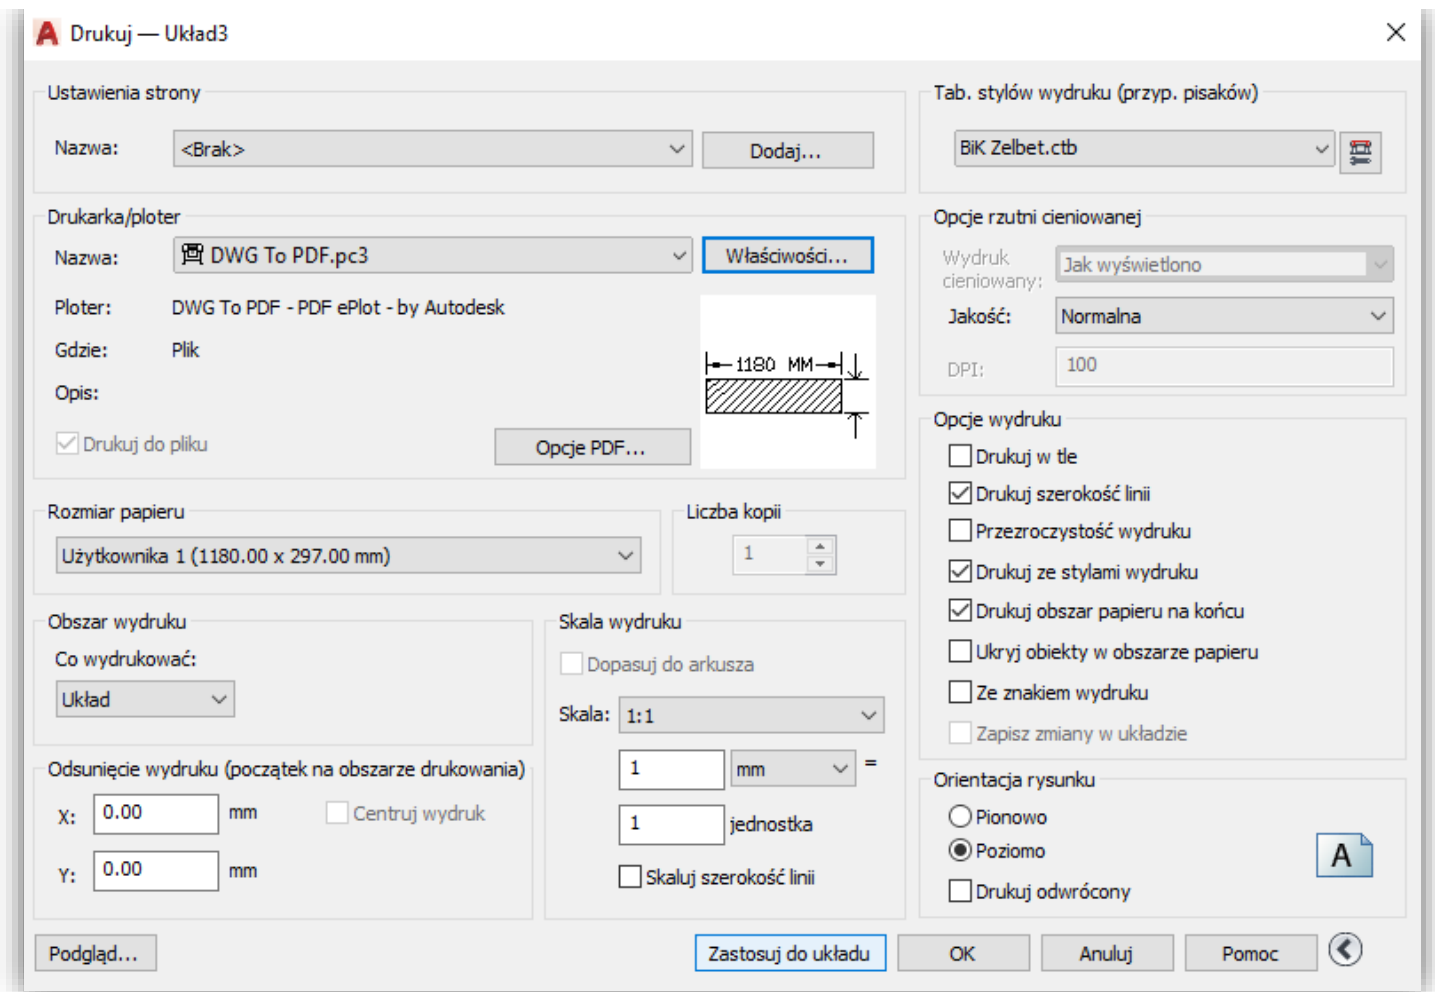 Drukuj — Układ3
Ustawienia strony
Nazwa:
<Brak>
Dodaj...
Drukarka/ploter
Nazwa:
DWG To PDF.pc3
Właściwości...
Ploter:
DWG To PDF - PDF ePlot - by Autodesk
Gdzie:
Plik
Opis:
1180 MM
Drukuj do pliku
Opcje PDF...
Rozmiar papieru
Użytkownika 1 (1180.00 x 297.00 mm)
Liczba kopii
1
Obszar wydruku
Co wydrukować:
Układ
Odsunięcie wydruku (początek na obszarze drukowania)
X:
0.00
mm
Centruj wydruk
Y:
0.00
mm
Skala wydruku
Dopasuj do arkusza
Skala:
1:1
1
mm
=
1
jednostka
Skaluj szerokość linii
Tab. stylów wydruku (przyp. pisaków)
BiK Zelbet.ctb
Opcje rzutni cieniowanej
Wydruk
cieniowany:
Jak wyświetlono
Jakość:
Normalna
DPI:
100
Opcje wydruku
Drukuj w tle
Drukuj szerokość linii
Przezroczystość wydruku
Drukuj ze stylami wydruku
Drukuj obszar papieru na końcu
Ukryj obiekty w obszarze papieru
Ze znakiem wydruku
Zapisz zmiany w układzie
Orientacja rysunku
Pionowo
Poziomo
Drukuj odwrócony
A
Podgląd...
Zastosuj do układu
OK
Anuluj
Pomoc